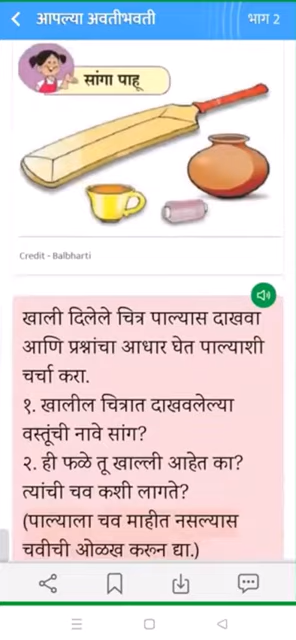 आपल्या अवतीभवती
भाग 2
सांगा पाहू
Credit - Balbharti
खाली दिलेले चित्र पाल्यास दाखवा
आणि प्रश्नांचा आधार घेत पाल्याशी
चर्चा करा.
१. खालील चित्रात दाखवलेल्या
वस्तूंची नावे सांग?
२. ही फळे तू खाल्ली आहेत का?
त्यांची चव कशी लागते?
(पाल्याला चव माहीत नसल्यास
चवीची ओळख करून द्या.)